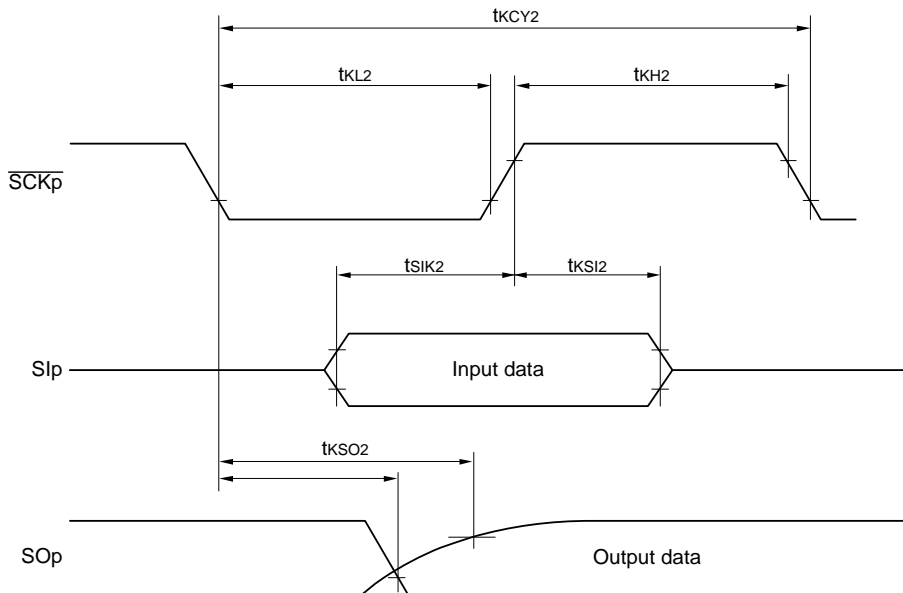 tKCY2
tKL2
tKH2
SCKp
tSIK2
tKSI2
SIp
Input data
tKSO2
SOp
Output data